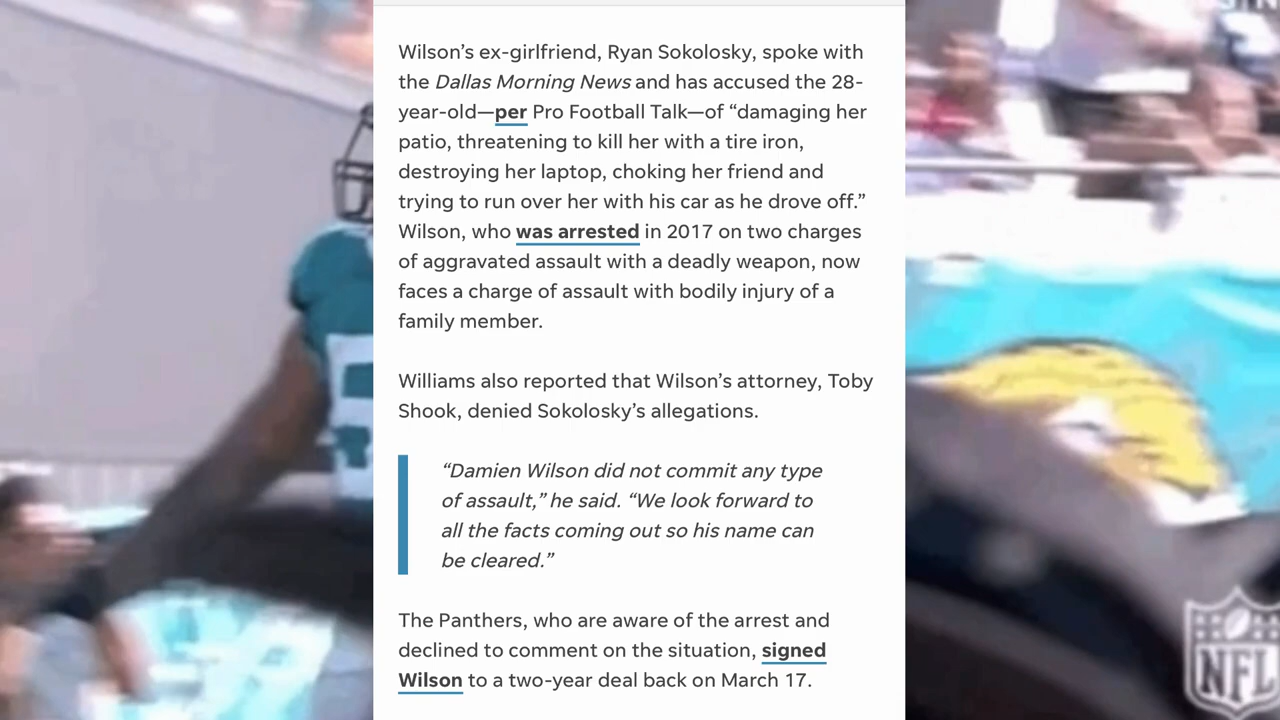 Wilson’s ex-girlfriend, Ryan Sokolosky, spoke with
the Dallas Morning News and has accused the 28-
year-old—per Pro Football Talk—of “damaging her
patio, threatening to kill her with a tire iron,
destroying her laptop, choking her friend and
trying to run over her with his car as he drove off.”
Wilson, who was arrested in 2017 on two charges
of aggravated assault with a deadly weapon, now
faces a charge of assault with bodily injury of a
family member.
Williams also reported that Wilson’s attorney, Toby
Shook, denied Sokolosky’s allegations.
“Damien Wilson did not commit any type
of assault,” he said. “We look forward to
all the facts coming out so his name can
be cleared.”
The Panthers, who are aware of the arrest and
declined to comment on the situation, signed
Wilson to a two-year deal back on March 17.
NFL